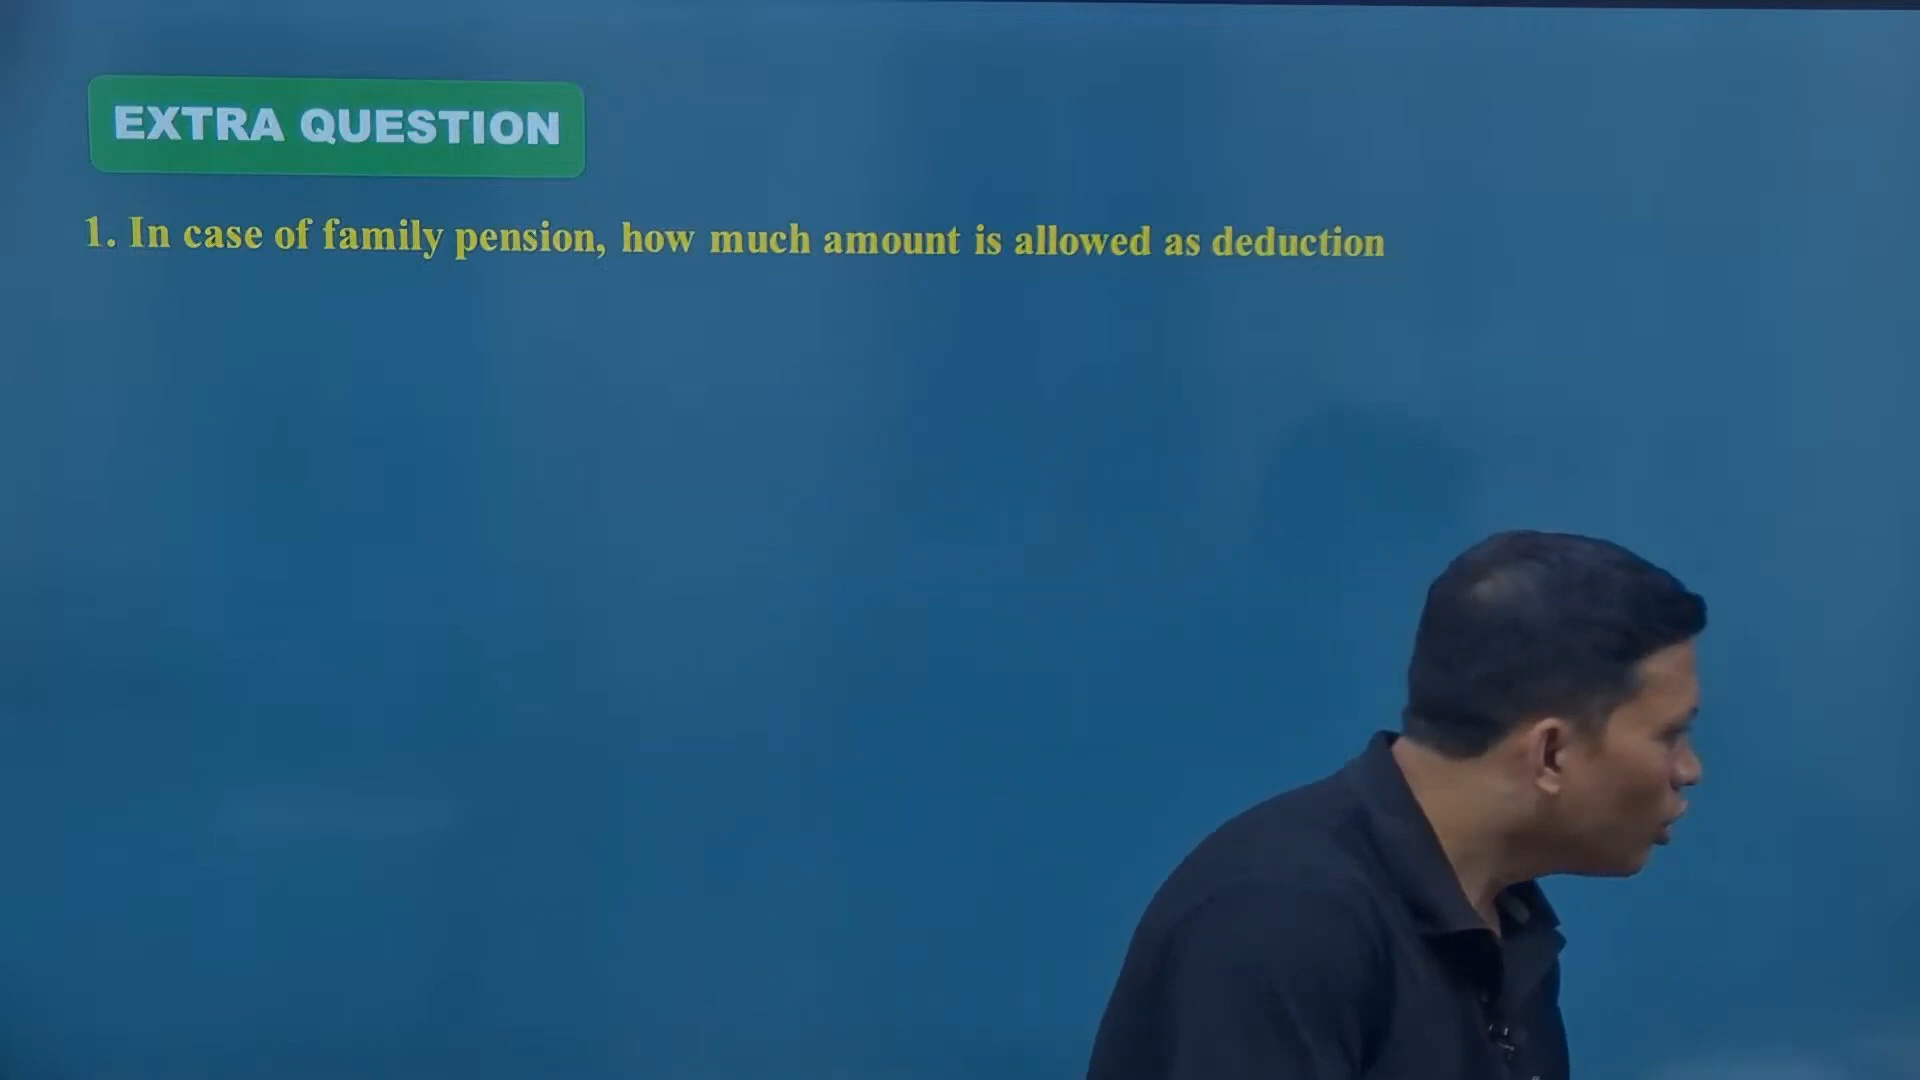 EXTRA QUESTION
1. In case of family pension, how much amount is allowed as deduction